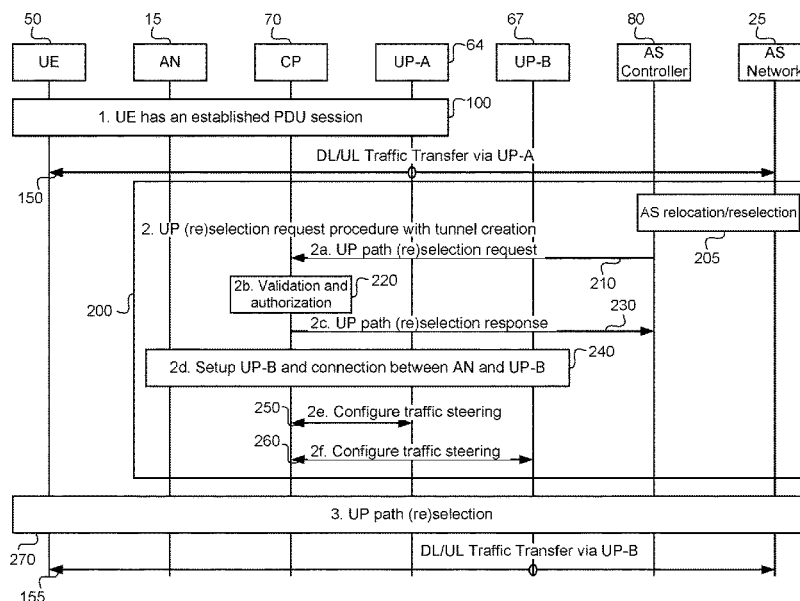 50
15
70
67
80
25
UE
AN
CP
UP-A
64
UP-B
AS
Controller
AS
Network
1. UE has an established PDU session
100
DL/UL Traffic Transfer via UP-A
150
AS relocation/reselection
205
2. UP (re)selection request procedure with tunnel creation
2a. UP path (re)selection request
210
2b. Validation and
authorization
220
200
2c. UP path (re)selection response
230
2d. Setup UP-B and connection between AN and UP-B
240
250
2e. Configure traffic steering
260
2f. Configure traffic steering
3. UP path (re)selection
270
DL/UL Traffic Transfer via UP-B
155